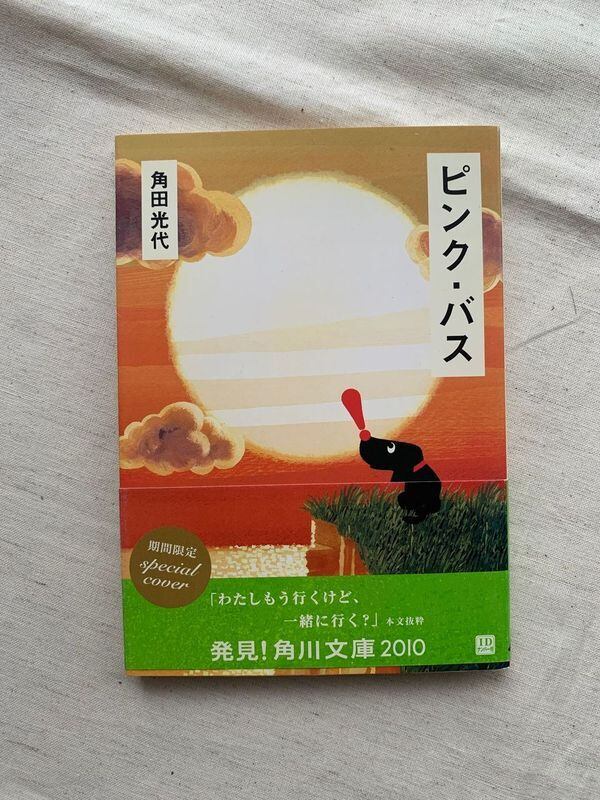 ピンク・バス
角田光代
期間限定
special
cover
「わたしもう行くけど、
一緒に行く?」本文抜粋
発見!角川文庫2010
ID